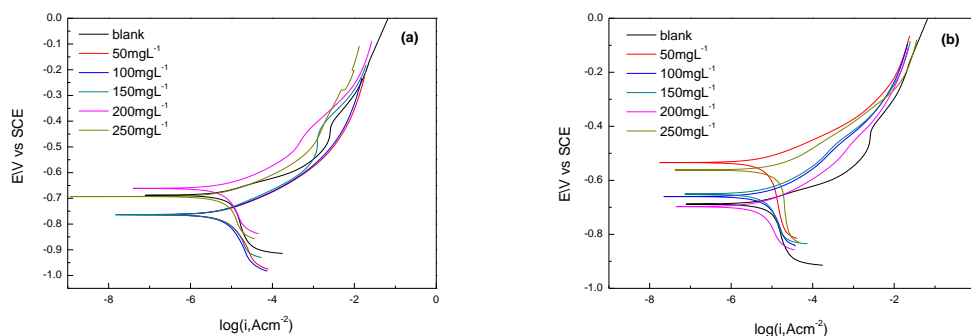 (a)
blank
50mgL⁻¹
100mgL⁻¹
150mgL⁻¹
200mgL⁻¹
250mgL⁻¹
E\V vs SCE
0.0
-0.1
-0.2
-0.3
-0.4
-0.5
-0.6
-0.7
-0.8
-0.9
-1.0
-8
-6
-4
-2
0
log(i,Acm⁻²)
(b)
blank
50mgL⁻¹
100mgL⁻¹
150mgL⁻¹
200mgL⁻¹
250mgL⁻¹
E\V vs SCE
0.0
-0.2
-0.4
-0.6
-0.8
-1.0
-8
-6
-4
-2
0
log(i,Acm⁻²)